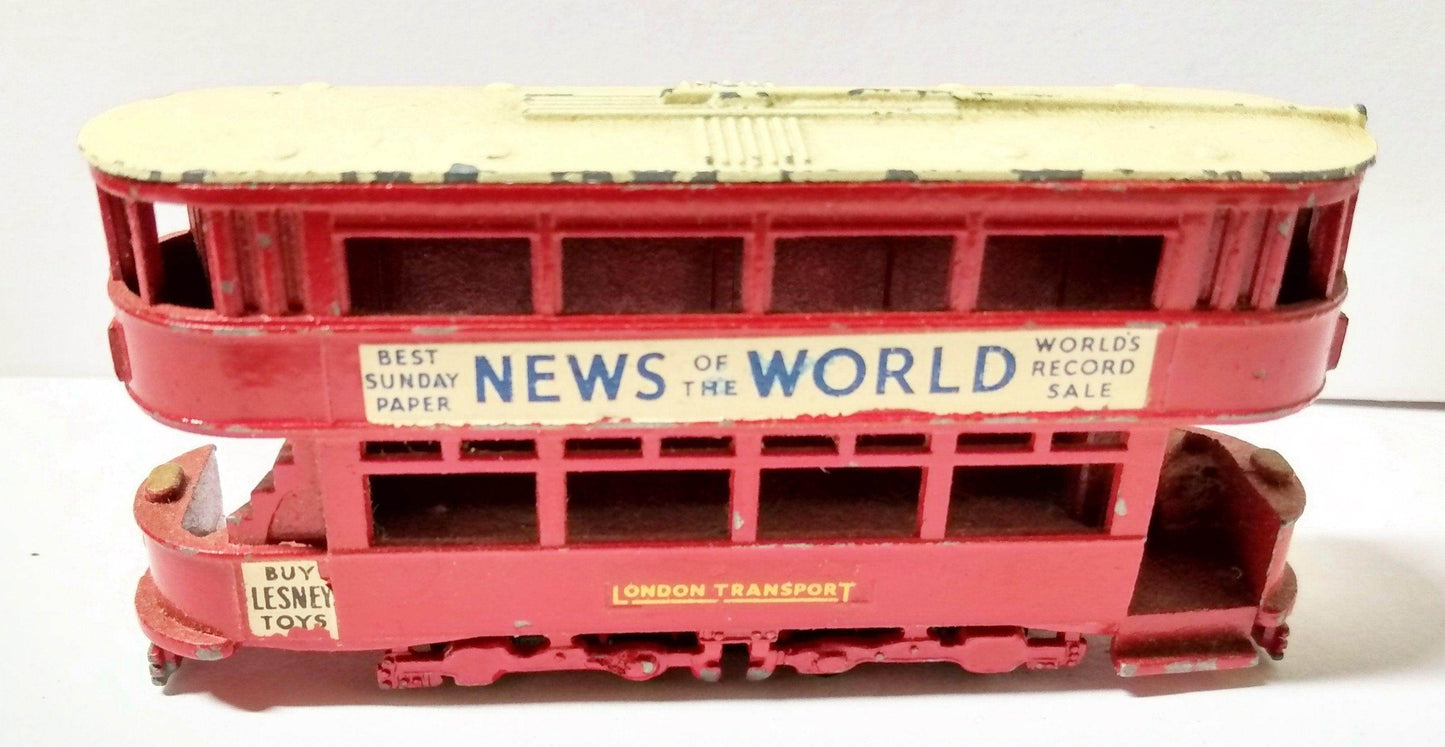 BEST
SUNDAY
PAPER
NEWS OF THE WORLD
WORLD'S
RECORD
SALE
BUY
LESNEY
TOYS
LONDON TRANSPORT